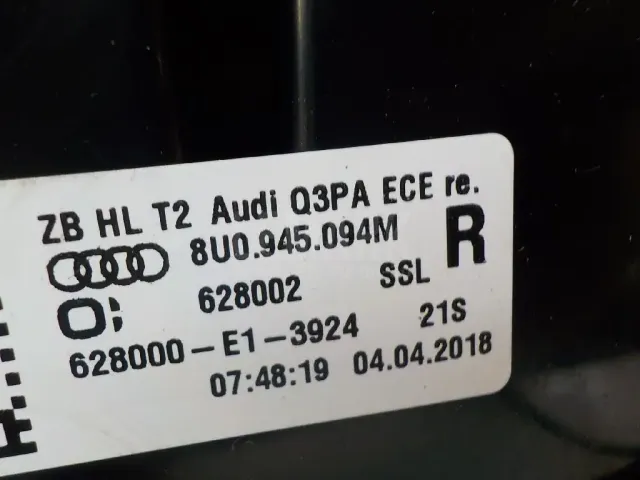 ZB HL T2 Audi Q3PA ECE re.
8U0.945.094M R
628002 SSL
628000-E1-3924 21S
07:48:19 04.04.2018